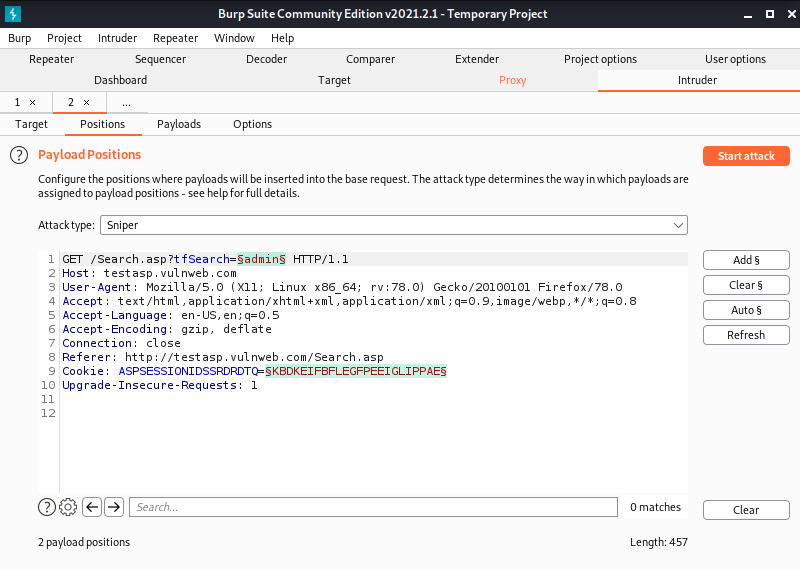 Burp Suite Community Edition v2021.2.1 - Temporary Project
Burp Project Intruder Repeater Window Help
Repeater Sequencer Decoder Comparer Extender Project options User options
Dashboard Target Proxy Intruder
1 × 2 × ...
Target Positions Payloads Options
? Payload Positions Start attack
Configure the positions where payloads will be inserted into the base request. The attack type determines the way in which payloads are
assigned to payload positions - see help for full details.
Attack type: Sniper
1 GET /Search.asp?tfSearch=§admin§ HTTP/1.1 Add §
2 Host: testasp.vulnweb.com
3 User-Agent: Mozilla/5.0 (X11; Linux x86_64; rv:78.0) Gecko/20100101 Firefox/78.0 Clear §
4 Accept: text/html,application/xhtml+xml,application/xml;q=0.9,image/webp,*/*;q=0.8
5 Accept-Language: en-US,en;q=0.5 Auto §
6 Accept-Encoding: gzip, deflate
7 Connection: close Refresh
8 Referer: http://testasp.vulnweb.com/Search.asp
9 Cookie: ASPSESSIONIDSSRDRDTQ=§KBDKEIFBFLEGFPEEIGLIPPAE§
10 Upgrade-Insecure-Requests: 1
11
12
? Search... 0 matches Clear
2 payload positions Length: 457